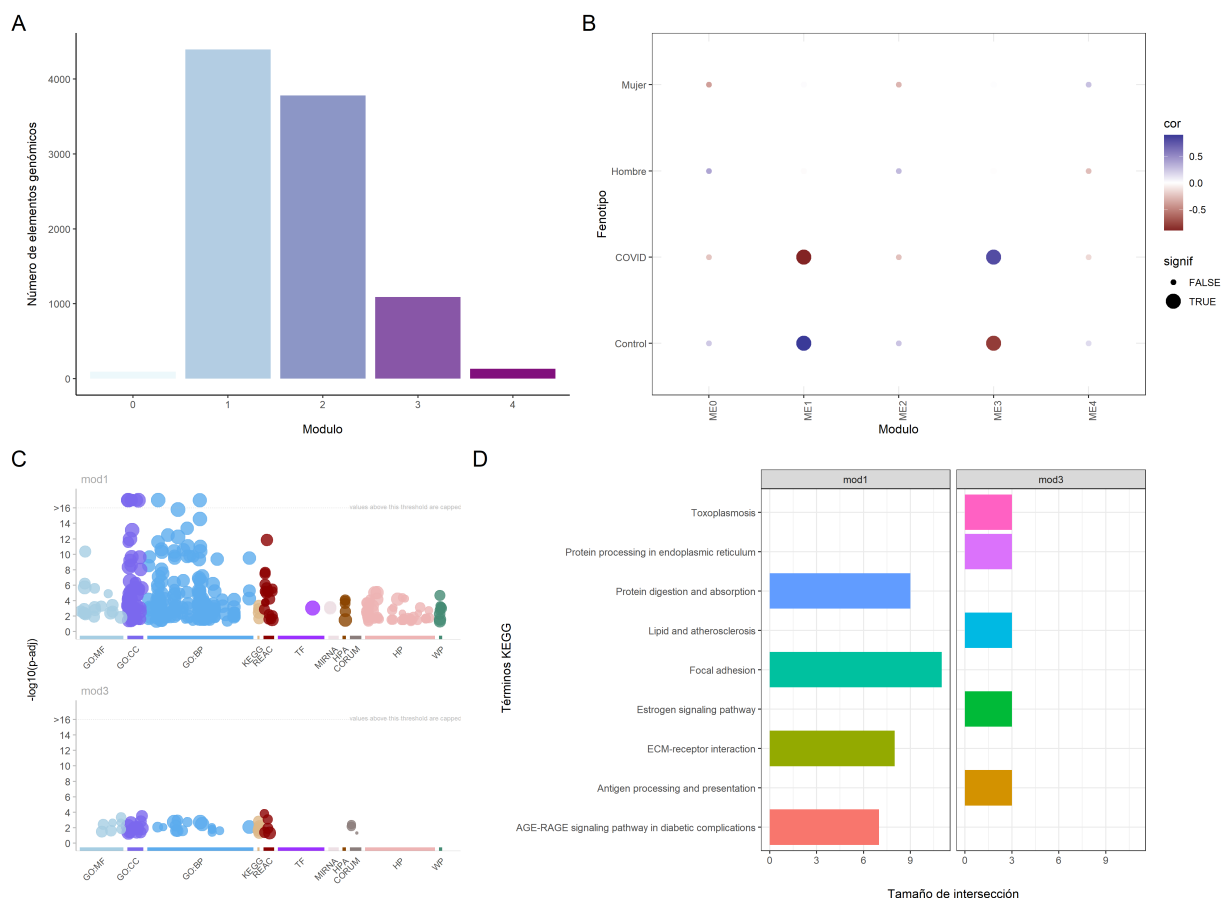 A
Número de elementos genómicos
4000
3000
2000
1000
0
0 1 2 3 4
Modulo
B
Fenotipo
Mujer
Hombre
COVID
Control
ME0 ME1 ME2 ME3 ME4
Modulo
cor
0.5
0.0
-0.5
signif
FALSE
TRUE
C
-log10(p-adj)
mod1
values above this threshold are capped
>16
14
12
10
8
6
4
2
0
GO:MF GO:CC GO:BP KEGG REAC TF MIRNA HPA CORUM HP WP
mod3
values above this threshold are capped
>16
14
12
10
8
6
4
2
0
GO:MF GO:CC GO:BP KEGG REAC TF MIRNA HPA CORUM HP WP
D
Términos KEGG
mod1 mod3
Toxoplasmosis
Protein processing in endoplasmic reticulum
Protein digestion and absorption
Lipid and atherosclerosis
Focal adhesion
Estrogen signaling pathway
ECM-receptor interaction
Antigen processing and presentation
AGE-RAGE signaling pathway in diabetic complications
0 3 6 9 0 3 6 9
Tamaño de intersección